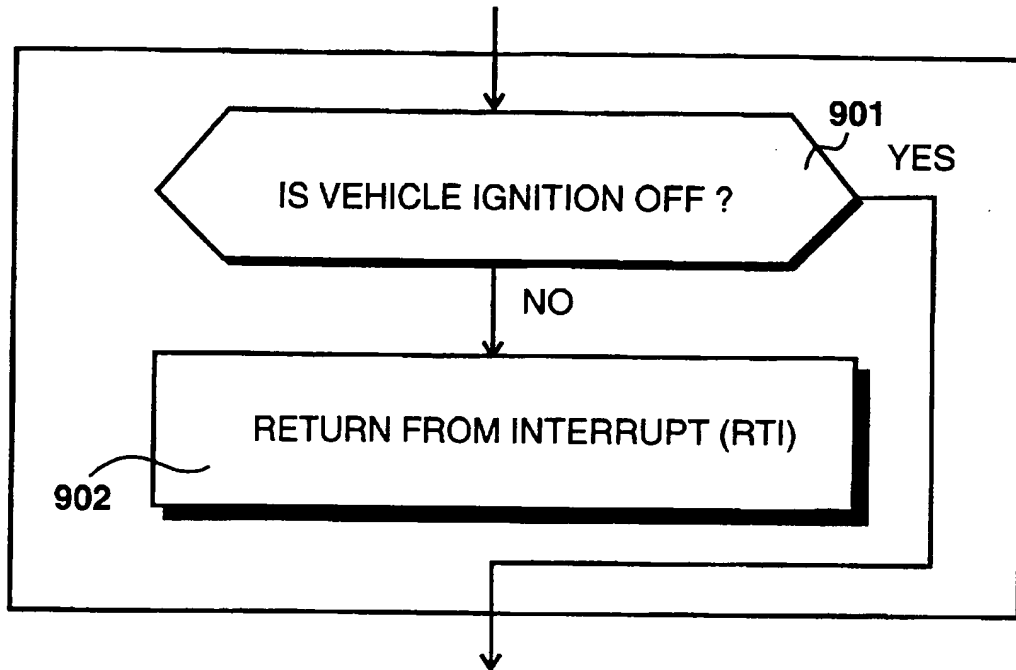 901
YES
IS VEHICLE IGNITION OFF ?
NO
RETURN FROM INTERRUPT (RTI)
902